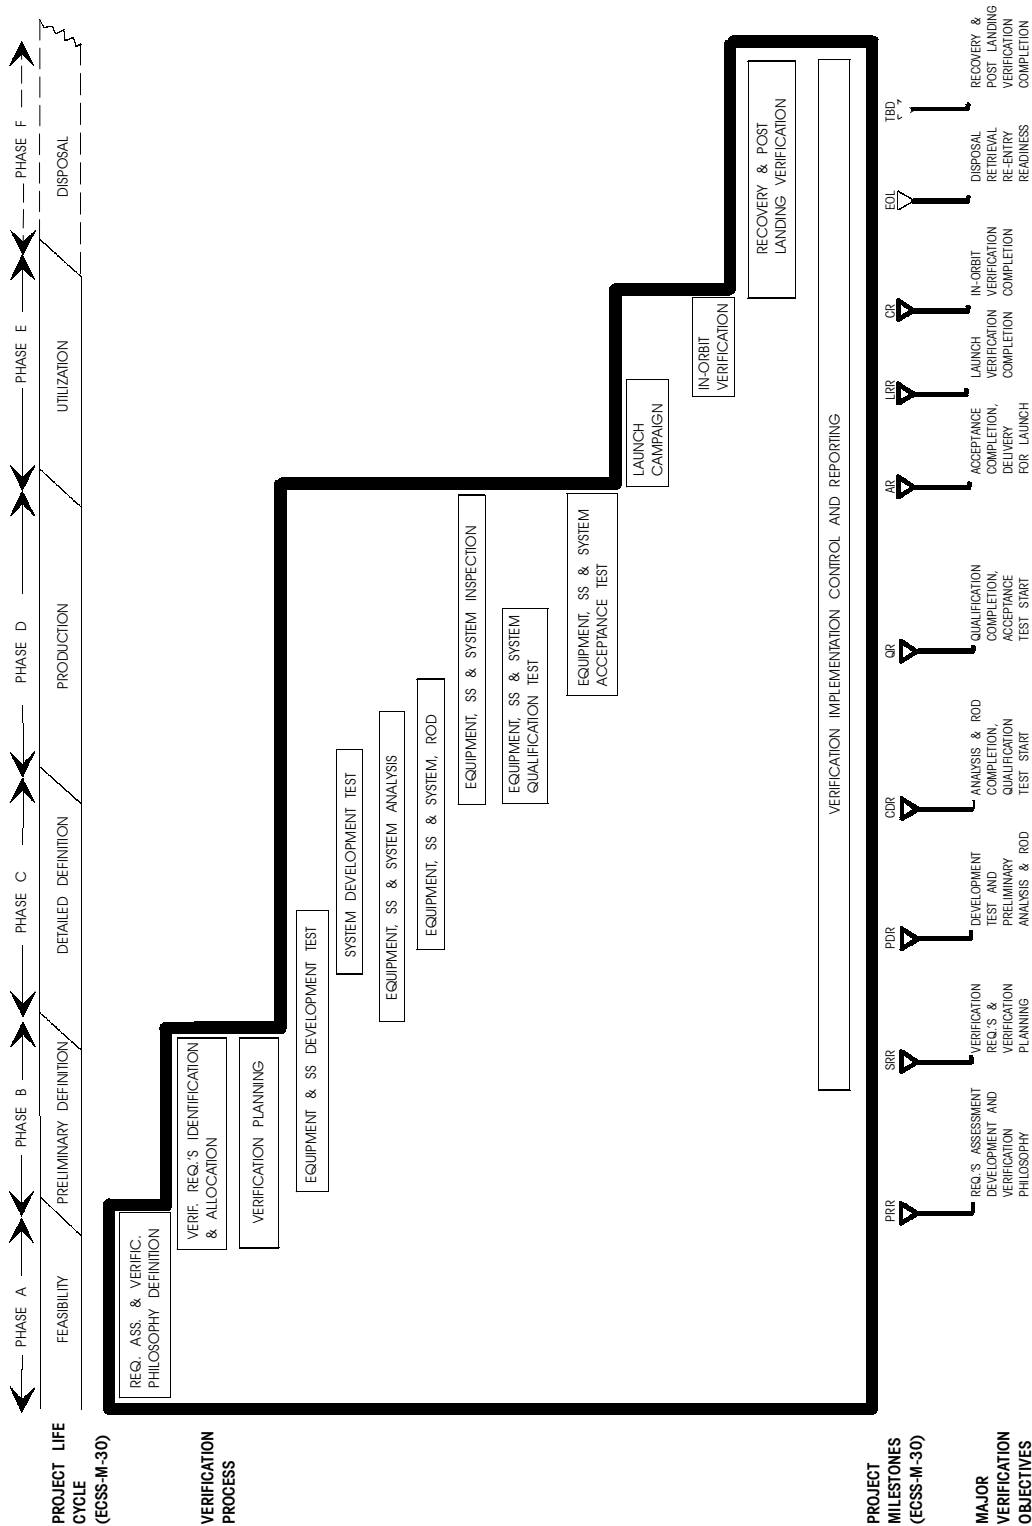 PROJECT LIFE
CYCLE
(ECSS-M-30)
PHASE A
PHASE B
PHASE C
PHASE D
PHASE E
PHASE F
FEASIBILITY
PRELIMINARY DEFINITION
DETAILED DEFINITION
PRODUCTION
UTILIZATION
DISPOSAL
VERIFICATION
PROCESS
REQ. ASS. & VERIFIC.
PHILOSOPHY DEFINITION
VERIF. REQ.'S IDENTIFICATION
& ALLOCATION
VERIFICATION PLANNING
EQUIPMENT & SS DEVELOPMENT TEST
SYSTEM DEVELOPMENT TEST
EQUIPMENT, SS & SYSTEM ANALYSIS
EQUIPMENT, SS & SYSTEM, ROD
EQUIPMENT, SS & SYSTEM INSPECTION
EQUIPMENT, SS & SYSTEM
QUALIFICATION TEST
EQUIPMENT, SS & SYSTEM
ACCEPTANCE TEST
LAUNCH
CAMPAIGN
IN-ORBIT
VERIFICATION
RECOVERY & POST
LANDING VERIFICATION
VERIFICATION IMPLEMENTATION CONTROL AND REPORTING
PROJECT
MILESTONES
(ECSS-M-30)
PRR
SRR
PDR
CDR
QR
AR
LRR
CR
EOL
TBD
MAJOR
VERIFICATION
OBJECTIVES
REQ.'S ASSESSMENT
DEVELOPMENT AND
VERIFICATION
PHILOSOPHY
VERIFICATION
REQ.'S &
VERIFICATION
PLANNING
DEVELOPMENT
TEST AND
PRELIMINARY
ANALYSIS & ROD
ANALYSIS & ROD
COMPLETION,
QUALIFICATION
TEST START
QUALIFICATION
COMPLETION,
ACCEPTANCE
TEST START
ACCEPTANCE
COMPLETION,
DELIVERY
FOR LAUNCH
LAUNCH
VERIFICATION
COMPLETION
IN-ORBIT
VERIFICATION
COMPLETION
DISPOSAL
RETRIEVAL
RE-ENTRY
READINESS
RECOVERY &
POST LANDING
VERIFICATION
COMPLETION